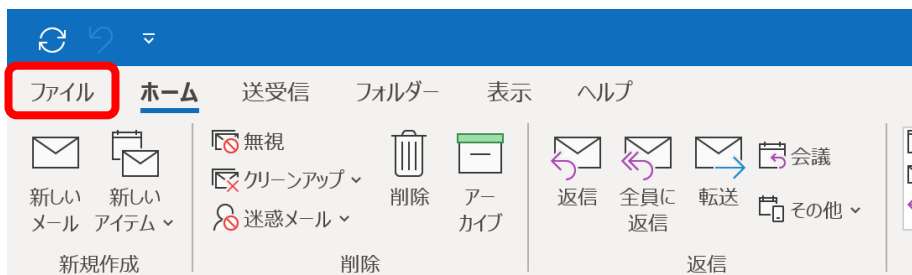 ファイル ホーム 送受信 フォルダー 表示 ヘルプ
新しい
メール
新しい
アイテム
無視
クリーンアップ
迷惑メール
削除
アー
カイブ
返信
全員に
返信
転送
会議
その他
新規作成
削除
返信